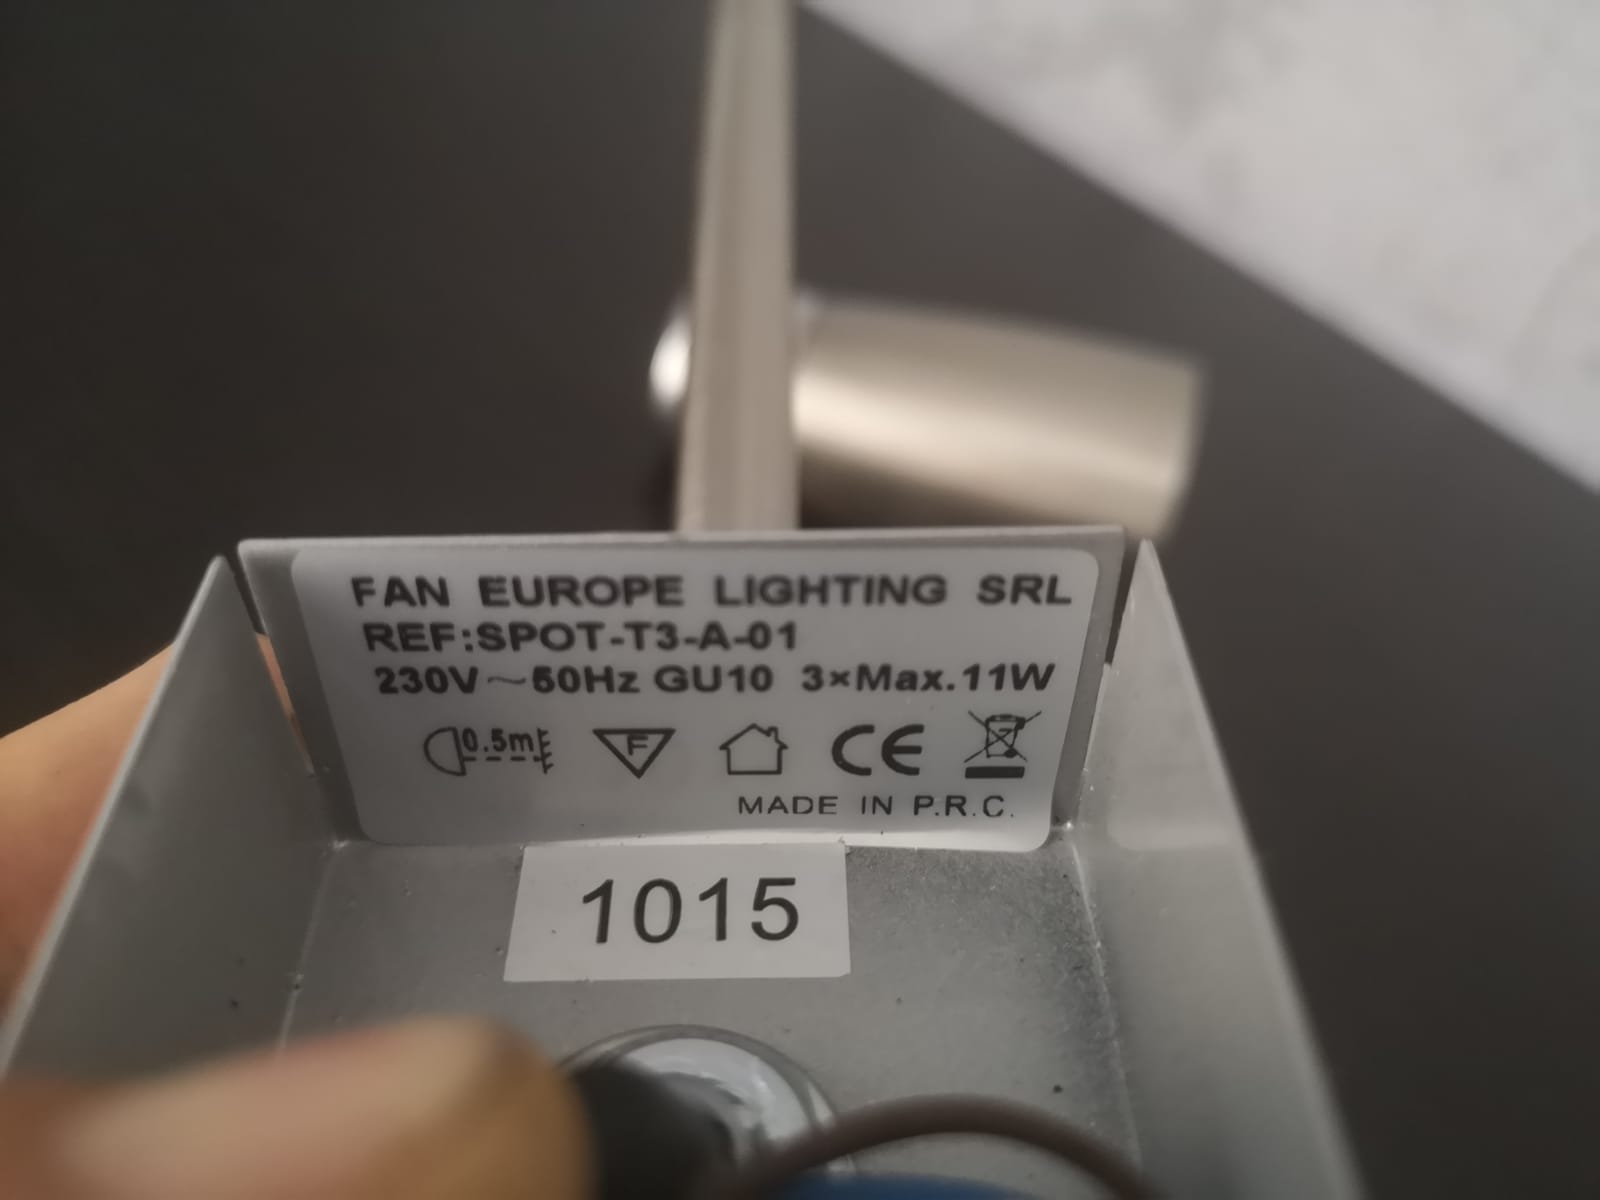 FAN EUROPE LIGHTING SRL
REF:SPOT-T3-A-01
230V~50Hz GU10 3×Max.11W
0.5m F CE
MADE IN P.R.C.
1015